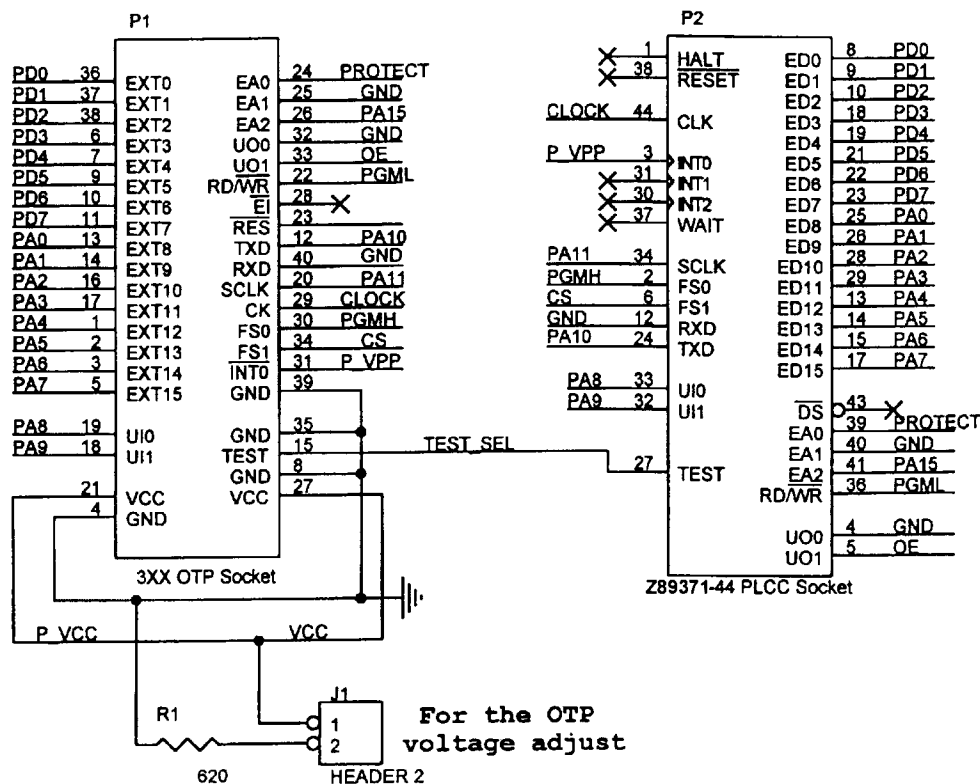 P1
PD0 36 EXT0 EA0 24 PROTECT
PD1 37 EXT1 EA1 25 GND
PD2 38 EXT2 EA2 26 PA15
PD3 6 EXT3 UO0 32 GND
PD4 7 EXT4 UO1 33 OE
PD5 9 EXT5 RD/WR 22 PGML
PD6 10 EXT6 EI 28
PD7 11 EXT7 RES 23
PA0 13 EXT8 TXD 12 PA10
PA1 14 EXT9 RXD 40 GND
PA2 16 EXT10 SCLK 20 PA11
PA3 17 EXT11 CK 29 CLOCK
PA4 1 EXT12 FS0 30 PGMH
PA5 2 EXT13 FS1 34 CS
PA6 3 EXT14 INT0 31 P_VPP
PA7 5 EXT15 GND 39
PA8 19 UI0 GND 35
PA9 18 UI1 TEST 15 TEST_SEL
GND 8
21 VCC VCC 27
4 GND
3XX OTP Socket
P_VCC VCC
R1
620
J1
1
2
HEADER 2
For the OTP
voltage adjust
P2
1 HALT ED0 8 PD0
38 RESET ED1 9 PD1
ED2 10 PD2
CLOCK 44 CLK ED3 18 PD3
ED4 19 PD4
P_VPP 3 INT0 ED5 21 PD5
31 INT1 ED6 22 PD6
30 INT2 ED7 23 PD7
37 WAIT ED8 25 PA0
ED9 26 PA1
PA11 34 SCLK ED10 28 PA2
PGMH 2 FS0 ED11 29 PA3
CS 6 FS1 ED12 13 PA4
GND 12 RXD ED13 14 PA5
PA10 24 TXD ED14 15 PA6
ED15 17 PA7
PA8 33 UI0
PA9 32 UI1 DS 43
EA0 39 PROTECT
EA1 40 GND
27 TEST EA2 41 PA15
RD/WR 36 PGML
UO0 4 GND
UO1 5 OE
Z89371-44 PLCC Socket